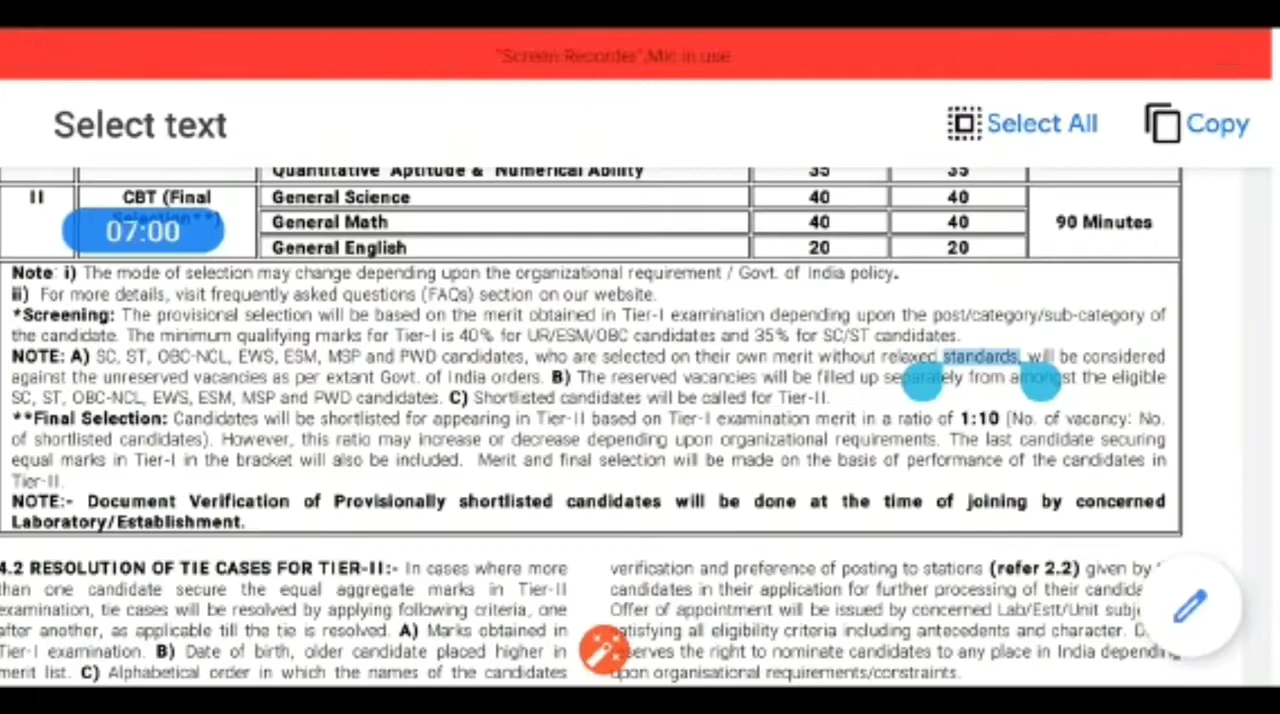 "Screen Recorder".Mic in use
Select text
Select All
Copy
Quantitative Aptitude & Numerical Ability 35 35
II CBT (Final General Science 40 40
07:00 General Math 40 40 90 Minutes
General English 20 20
Note: i) The mode of selection may change depending upon the organizational requirement / Govt. of India policy.
ii) For more details, visit frequently asked questions (FAQs) section on our website.
*Screening: The provisional selection will be based on the merit obtained in Tier-I examination depending upon the post/category/sub-category of
the candidate. The minimum qualifying marks for Tier-I is 40% for UR/ESM/OBC candidates and 35% for SC/ST candidates.
NOTE: A) SC, ST, OBC-NCL, EWS, ESM, MSP and PWD candidates, who are selected on their own merit without relaxed standards, will be considered
against the unreserved vacancies as per extant Govt. of India orders. B) The reserved vacancies will be filled up separately from amongst the eligible
SC, ST, OBC-NCL, EWS, ESM, MSP and PWD candidates. C) Shortlisted candidates will be called for Tier-II.
**Final Selection: Candidates will be shortlisted for appearing in Tier-II based on Tier-I examination merit in a ratio of 1:10 (No. of vacancy: No.
of shortlisted candidates). However, this ratio may increase or decrease depending upon organizational requirements. The last candidate securing
equal marks in Tier-I in the bracket will also be included. Merit and final selection will be made on the basis of performance of the candidates in
Tier-II.
NOTE:- Document Verification of Provisionally shortlisted candidates will be done at the time of joining by concerned
Laboratory/Establishment.
4.2 RESOLUTION OF TIE CASES FOR TIER-II:- In cases where more
than one candidate secure the equal aggregate marks in Tier-II
examination, tie cases will be resolved by applying following criteria, one
after another, as applicable till the tie is resolved. A) Marks obtained in
Tier-I examination. B) Date of birth, older candidate placed higher in
merit list. C) Alphabetical order in which the names of the candidates
verification and preference of posting to stations (refer 2.2) given by
candidates in their application for further processing of their
Offer of appointment will be issued by concerned Lab/Estt/Unit
satisfying all eligibility criteria including antecedents and character.
reserves the right to nominate candidates to any place in India depending
upon organisational requirements/constraints.